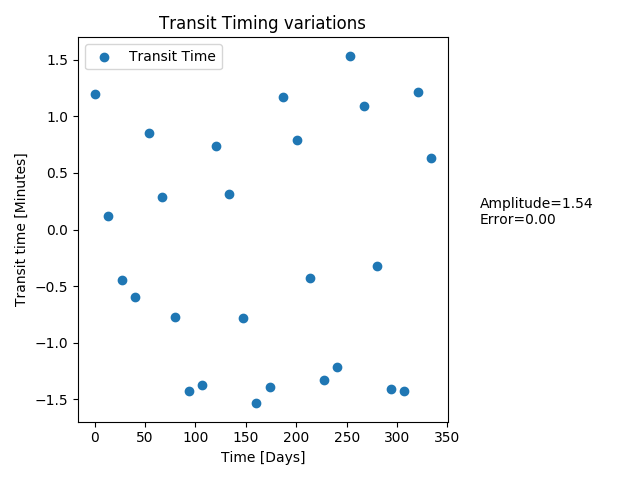 Transit Timing variations
Transit Time
1.5
1.0
0.5
0.0
−0.5
−1.0
−1.5
Transit time [Minutes]
Amplitude=1.54
Error=0.00
0 50 100 150 200 250 300 350
Time [Days]